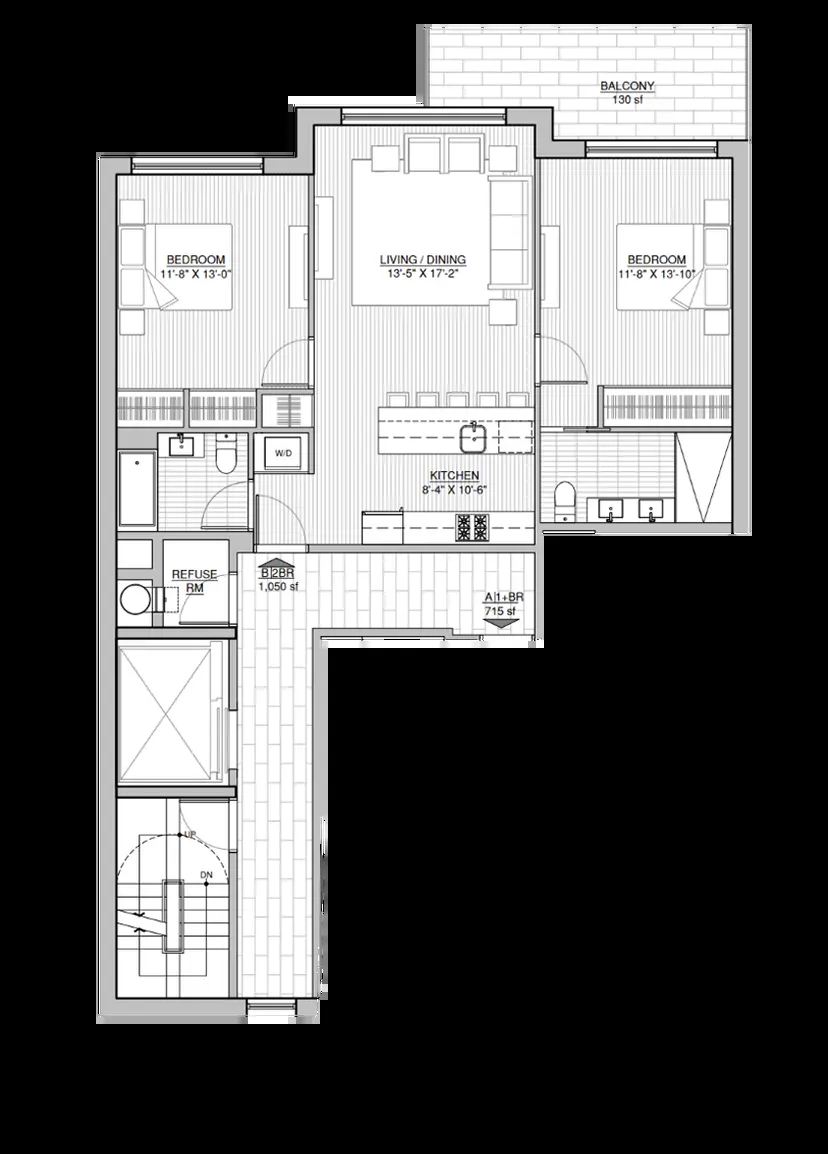 BALCONY
130 sf
BEDROOM
11'-8" X 13'-0"
LIVING / DINING
13'-5" X 17'-2"
BEDROOM
11'-8" X 13'-10"
W/D
KITCHEN
8'-4" X 10'-6"
REFUSE
RM
B|2BR
1,050 sf
A|1+BR
715 sf
UP
DN